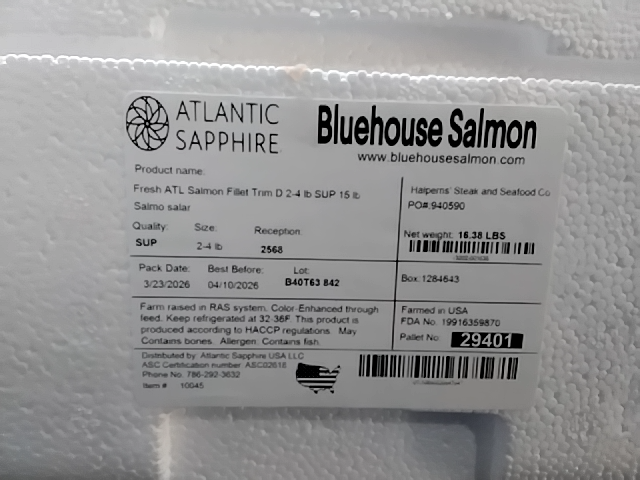 ATLANTIC
SAPPHIRE
Bluehouse Salmon
www.bluehousesalmon.com
Product name:
Fresh ATL Salmon Fillet Trim D 2-4 lb SUP 15 lb
Salmo salar
Quality: Size: Reception:
SUP 2-4 lb 2568
Halperns' Steak and Seafood Co
PO#:940590
Net weight: 16.38 LBS
Pack Date: Best Before: Lot:
3/23/2026 04/10/2026 B40T63 842
Box:1284643
Farm raised in RAS system. Color-Enhanced through
feed. Keep refrigerated at 32-36F. This product is
produced according to HACCP regulations. May
Contains bones. Allergen: Contains fish.
Farmed in USA
FDA No. 19916359870
Pallet No: 29401
Distributed by: Atlantic Sapphire USA LLC
ASC Certification number: ASC02618
Phone No. 786-292-3632
Item # 10045